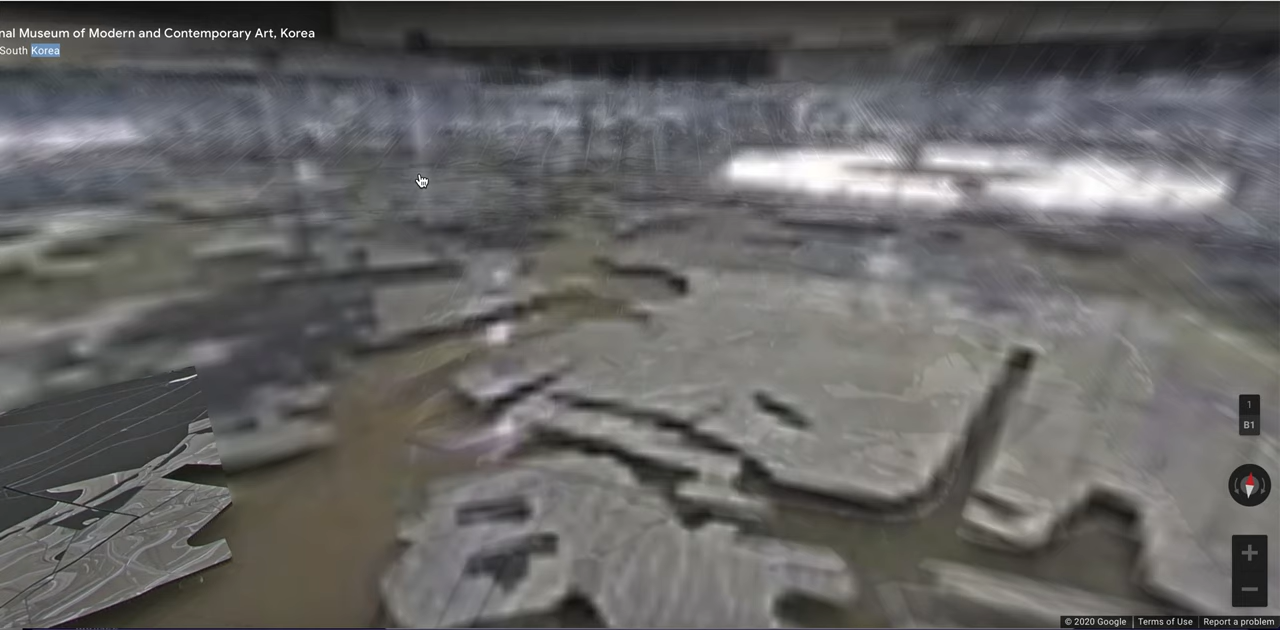 nal Museum of Modern and Contemporary Art, Korea
South Korea
1
B1
© 2020 Google
Terms of Use
Report a problem